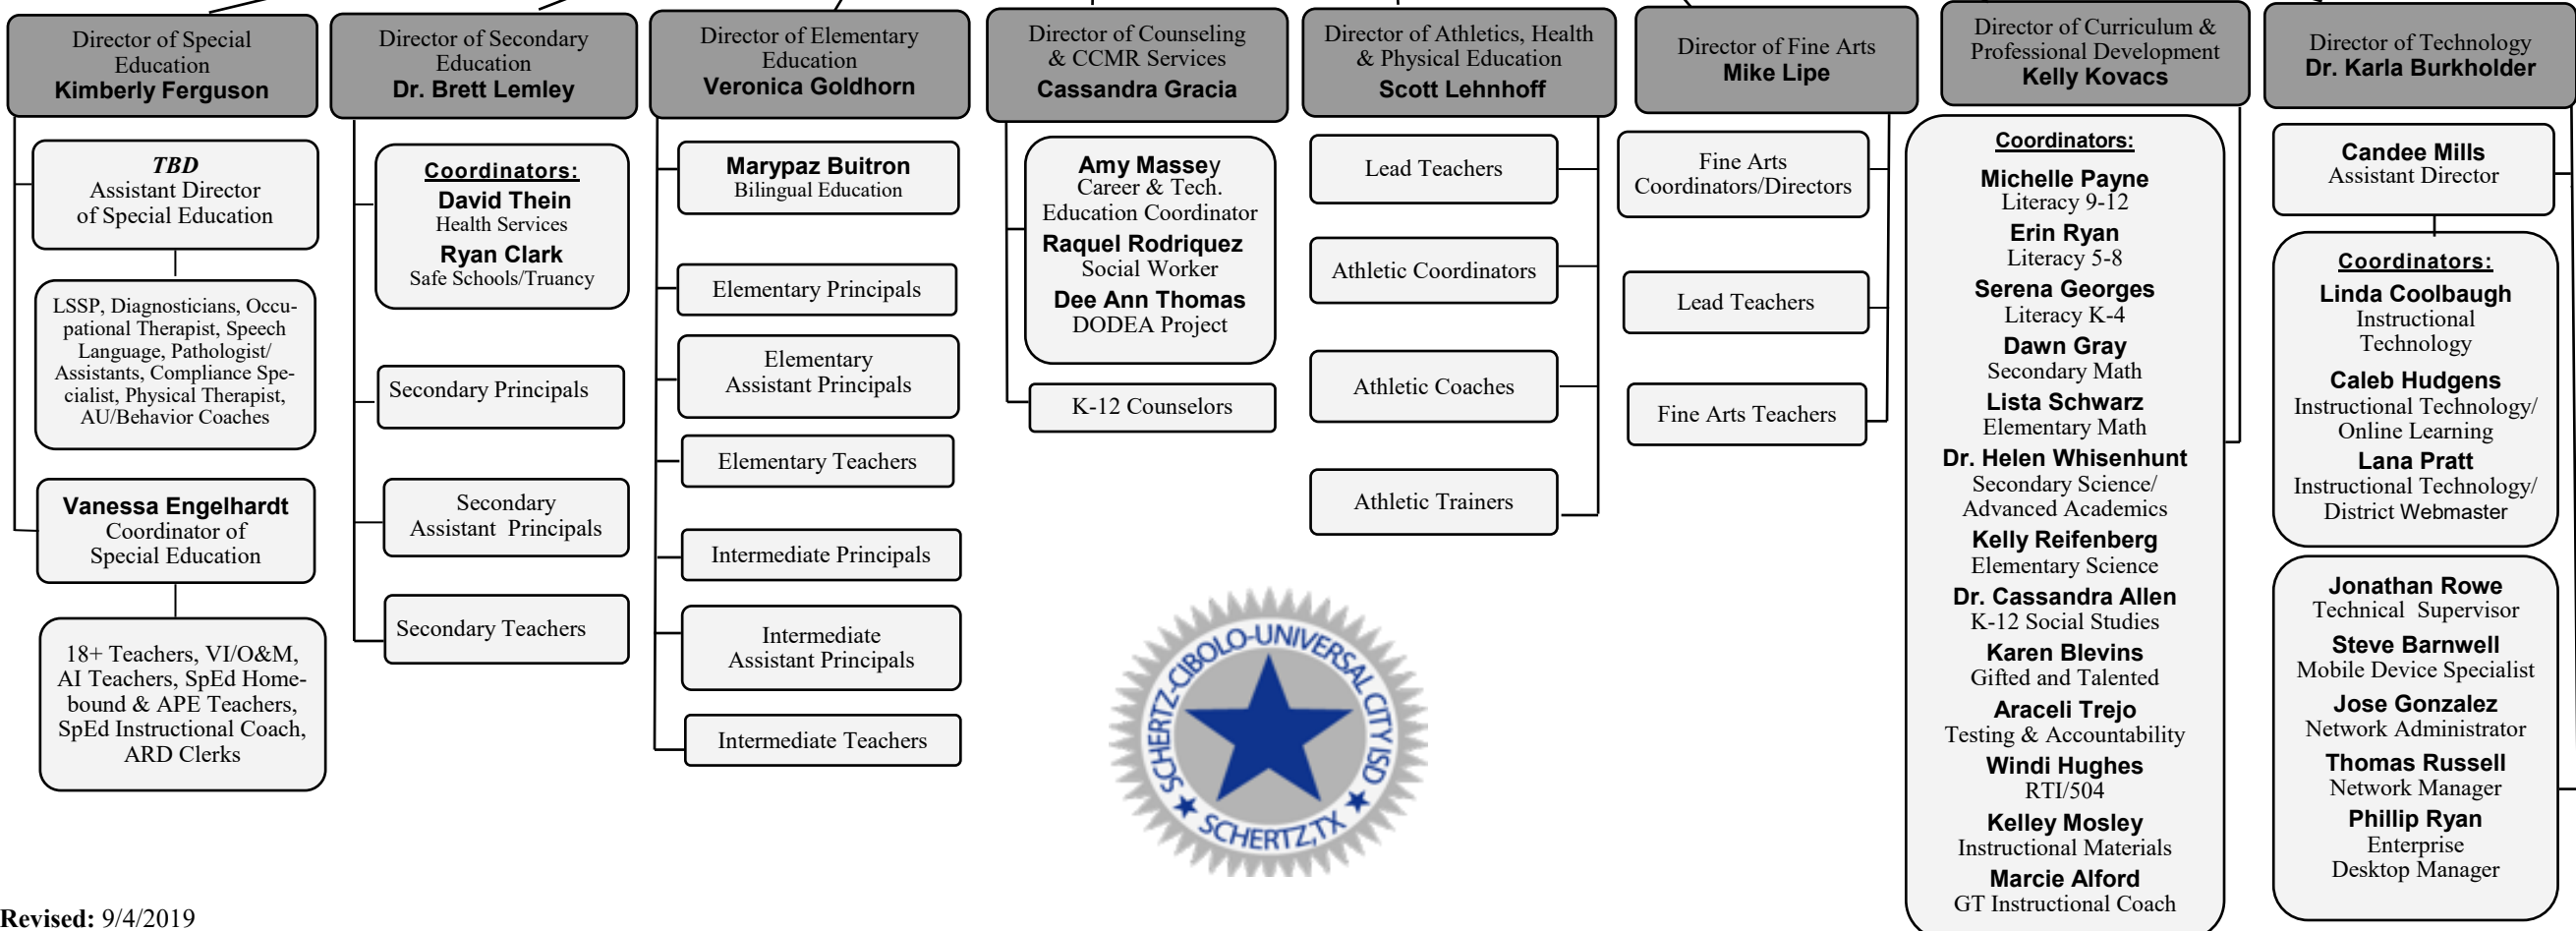 Director of Special
Education
Kimberly Ferguson
TBD
Assistant Director
of Special Education
LSSP, Diagnosticians, Occu-
pational Therapist, Speech
Language, Pathologist/
Assistants, Compliance Spe-
cialist, Physical Therapist,
AU/Behavior Coaches
Vanessa Engelhardt
Coordinator of
Special Education
18+ Teachers, VI/O&M,
AI Teachers, SpEd Home-
bound & APE Teachers,
SpEd Instructional Coach,
ARD Clerks
Director of Secondary
Education
Dr. Brett Lemley
Coordinators:
David Thein
Health Services
Ryan Clark
Safe Schools/Truancy
Secondary Principals
Secondary
Assistant Principals
Secondary Teachers
Director of Elementary
Education
Veronica Goldhorn
Marypaz Buitron
Bilingual Education
Elementary Principals
Elementary
Assistant Principals
Elementary Teachers
Intermediate Principals
Intermediate
Assistant Principals
Intermediate Teachers
Director of Counseling
& CCMR Services
Cassandra Gracia
Amy Massey
Career & Tech.
Education Coordinator
Raquel Rodriquez
Social Worker
Dee Ann Thomas
DODEA Project
K-12 Counselors
Director of Athletics, Health
& Physical Education
Scott Lehnhoff
Lead Teachers
Athletic Coordinators
Athletic Coaches
Athletic Trainers
Director of Fine Arts
Mike Lipe
Fine Arts
Coordinators/Directors
Lead Teachers
Fine Arts Teachers
Director of Curriculum &
Professional Development
Kelly Kovacs
Coordinators:
Michelle Payne
Literacy 9-12
Erin Ryan
Literacy 5-8
Serena Georges
Literacy K-4
Dawn Gray
Secondary Math
Lista Schwarz
Elementary Math
Dr. Helen Whisenhunt
Secondary Science/
Advanced Academics
Kelly Reifenberg
Elementary Science
Dr. Cassandra Allen
K-12 Social Studies
Karen Blevins
Gifted and Talented
Araceli Trejo
Testing & Accountability
Windi Hughes
RTI/504
Kelley Mosley
Instructional Materials
Marcie Alford
GT Instructional Coach
Director of Technology
Dr. Karla Burkholder
Candee Mills
Assistant Director
Coordinators:
Linda Coolbaugh
Instructional
Technology
Caleb Hudgens
Instructional Technology/
Online Learning
Lana Pratt
Instructional Technology/
District Webmaster
Jonathan Rowe
Technical Supervisor
Steve Barnwell
Mobile Device Specialist
Jose Gonzalez
Network Administrator
Thomas Russell
Network Manager
Phillip Ryan
Enterprise
Desktop Manager
SCHERTZ-CIBOLO-UNIVERSAL CITY ISD
SCHERTZ,TX
Revised: 9/4/2019